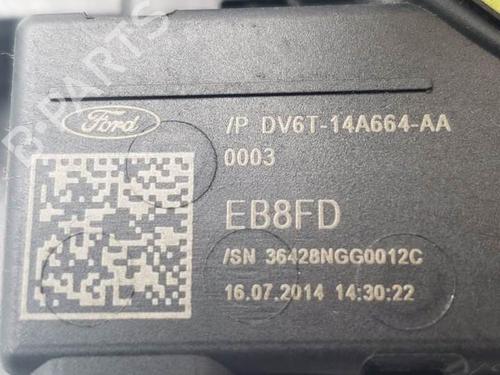 B-PARTS
Ford
/P DV6T-14A664-AA
0003
EB8FD
/SN 36428NGG0012C
16.07.2014 14:30:22